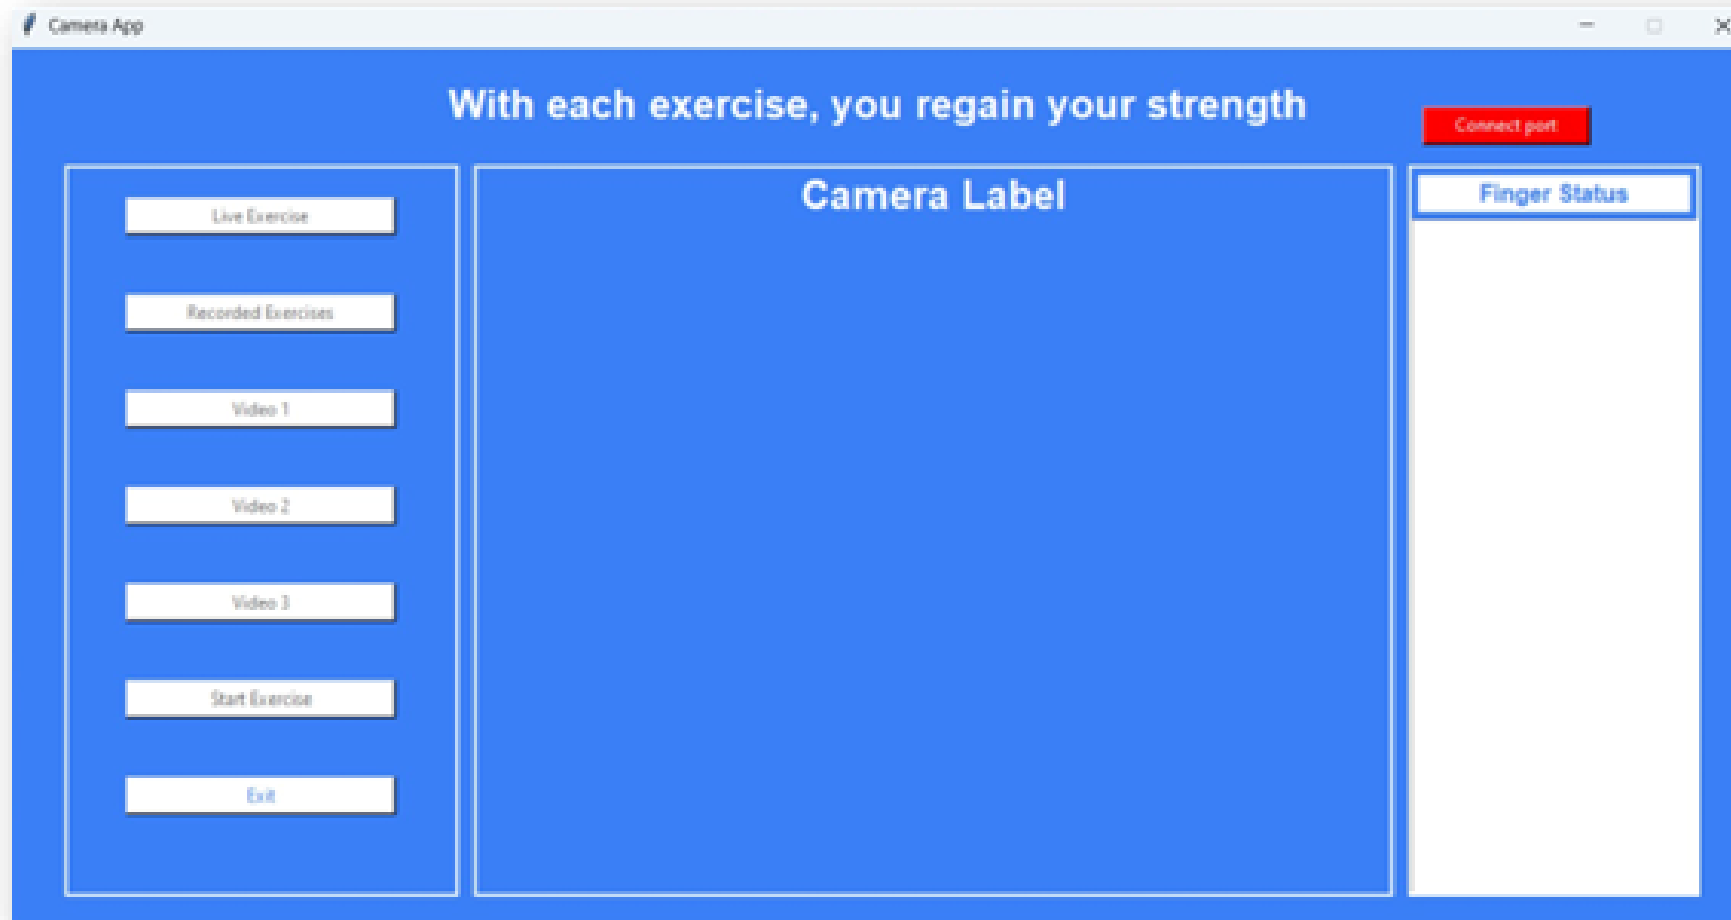 Camera App
With each exercise, you regain your strength
Connect port
Live Exercise
Recorded Exercises
Video 1
Video 2
Video 3
Start Exercise
Exit
Camera Label
Finger Status